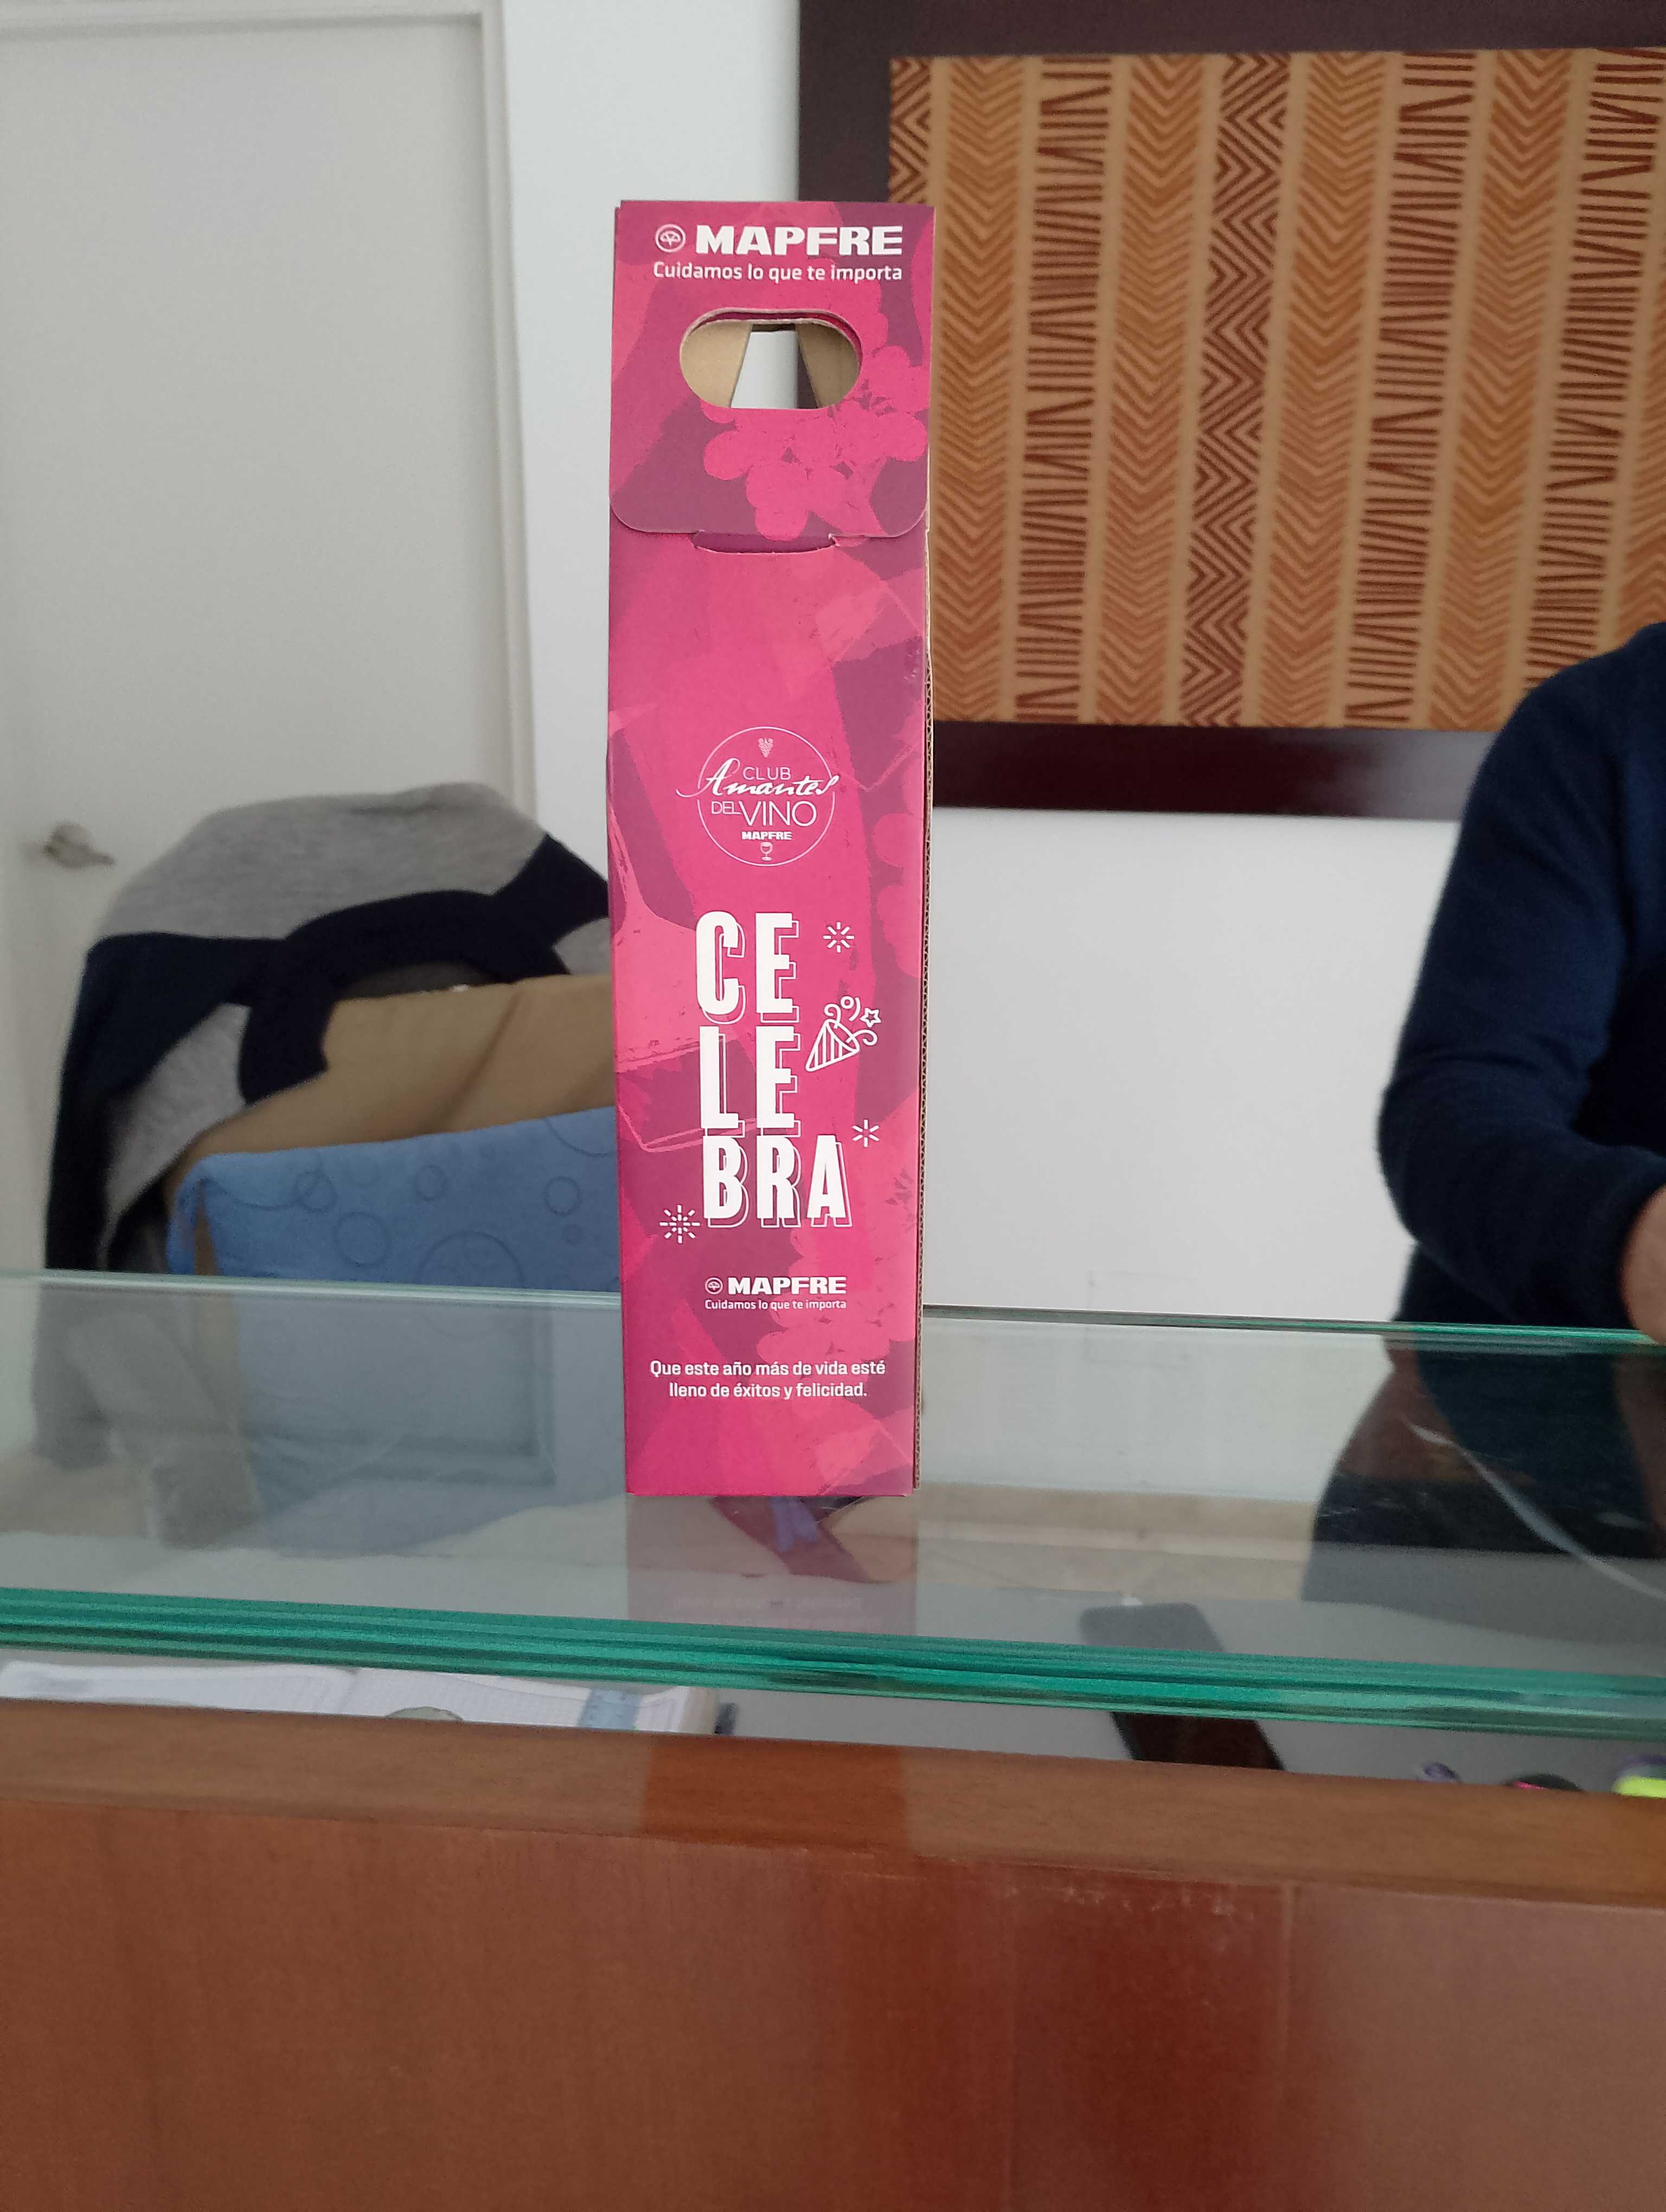 MAPFRE
Cuidamos lo que te importa
CLUB
Amantes
DEL VINO
MAPFRE
CE
LE
BRA
MAPFRE
Cuidamos lo que te importa
Que este año más de vida esté
lleno de éxitos y felicidad.